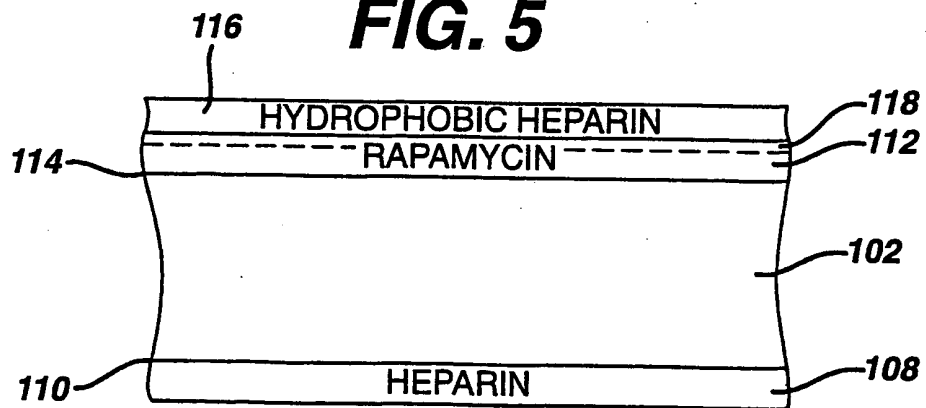 FIG. 5
116
HYDROPHOBIC HEPARIN
118
RAPAMYCIN
112
114
102
110
HEPARIN
108